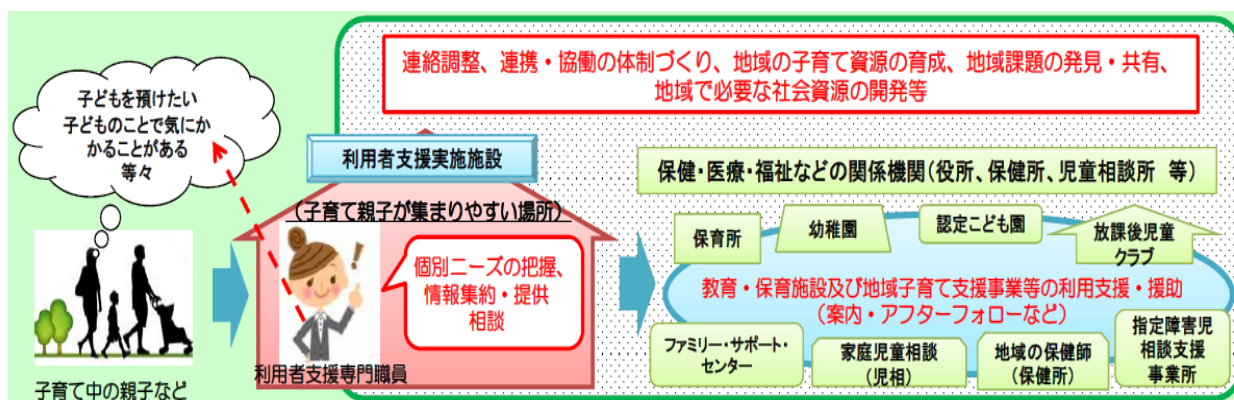 連絡調整、連携・協働の体制づくり、地域の子育て資源の育成、地域課題の発見・共有、
地域で必要な社会資源の開発等
子どもを預けたい
子どものことで気にか
かることがある
等々
利用者支援実施施設
(子育て親子が集まりやすい場所)
個別ニーズの把握、
情報集約・提供
相談
利用者支援専門職員
子育て中の親子など
保健・医療・福祉などの関係機関(役所、保健所、児童相談所 等)
保育所
幼稚園
認定こども園
放課後児童
クラブ
教育・保育施設及び地域子育て支援事業等の利用支援・援助
(案内・アフターフォローなど)
ファミリー・サポート・
センター
家庭児童相談
(児相)
地域の保健師
(保健所)
指定障害児
相談支援
事業所